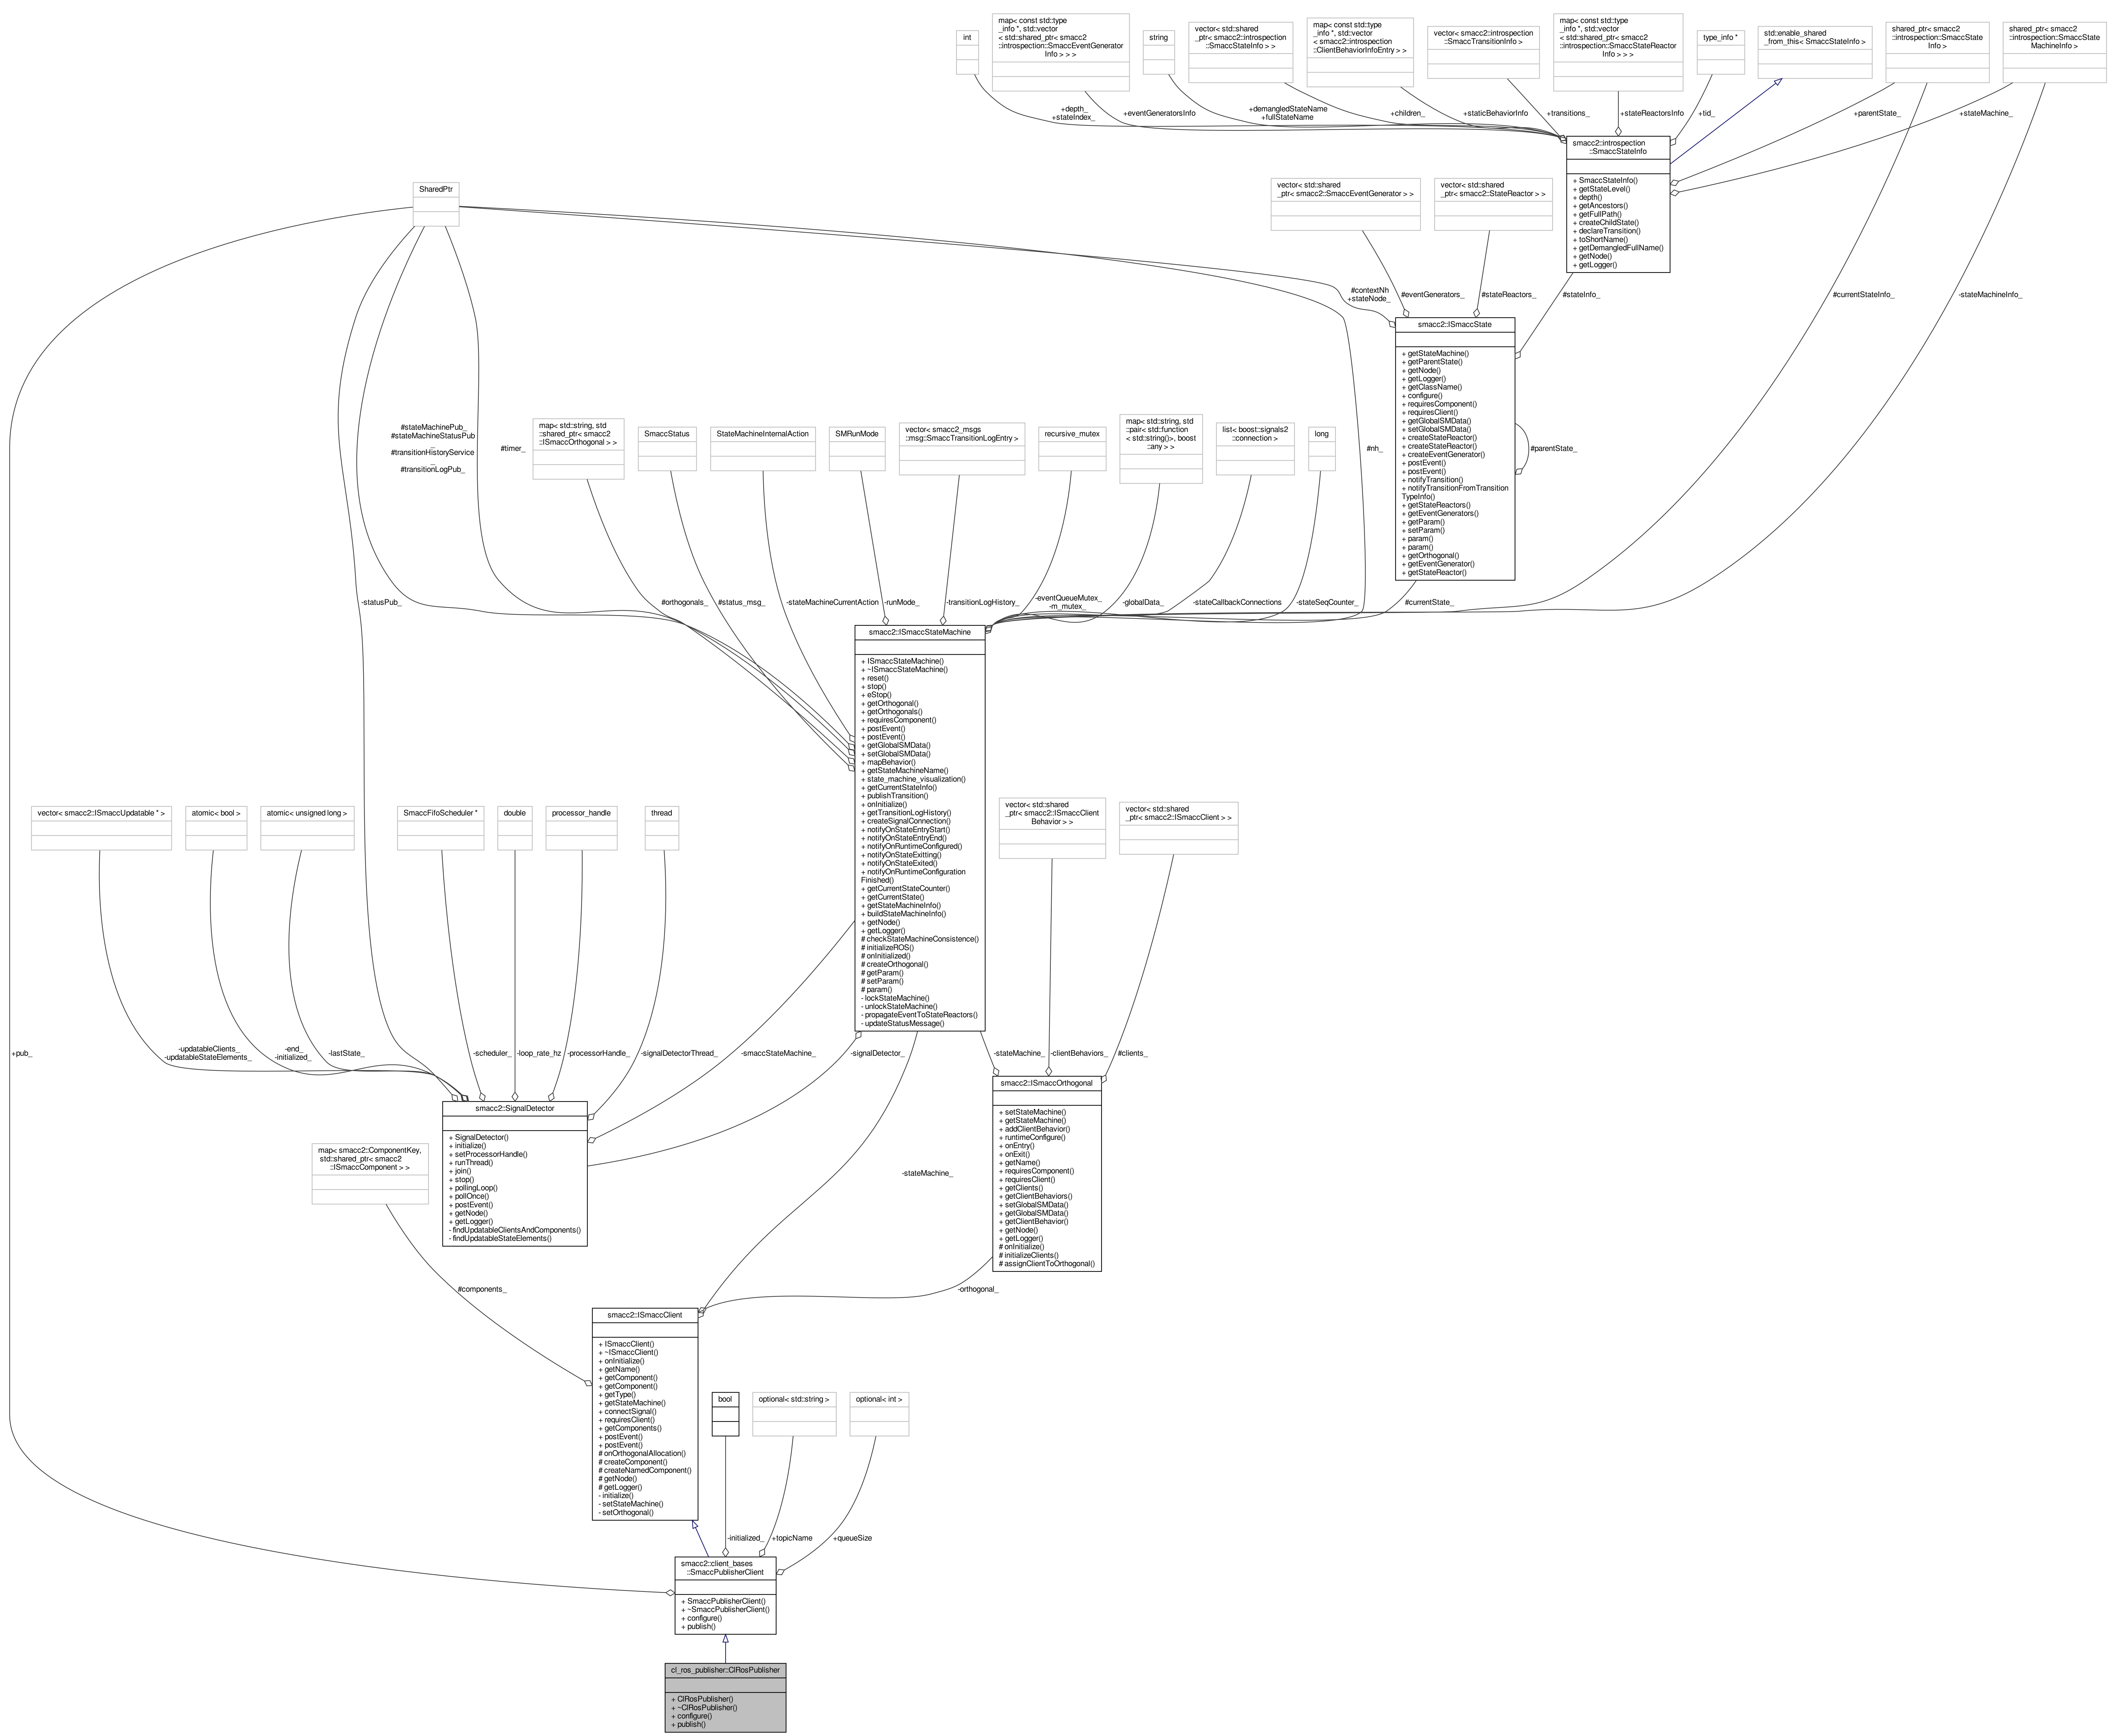 int
map< const std::type
_info *, std::vector
< std::shared_ptr< smacc2
::introspection::SmaccEventGenerator
Info > > >
string
vector< std::shared
_ptr< smacc2::introspection
::SmaccStateInfo > >
map< const std::type
_info *, std::vector
< smacc2::introspection
::ClientBehaviorInfoEntry > >
vector< smacc2::introspection
::SmaccTransitionInfo >
map< const std::type
_info *, std::vector
< std::shared_ptr< smacc2
::introspection::SmaccStateReactor
Info > > >
type_info *
std::enable_shared
_from_this< SmaccStateInfo >
shared_ptr< smacc2
::introspection::SmaccState
Info >
shared_ptr< smacc2
::introspection::SmaccState
MachineInfo >
+depth_
+stateIndex_
+eventGeneratorsInfo
+demangledStateName
+fullStateName
+children_
+staticBehaviorInfo
+transitions_
+stateReactorsInfo
+tid_
+parentState_
+stateMachine_
smacc2::introspection
::SmaccStateInfo
+ SmaccStateInfo()
+ getStateLevel()
+ depth()
+ getAncestors()
+ getFullPath()
+ createChildState()
+ declareTransition()
+ toShortName()
+ getDemangledFullName()
+ getNode()
+ getLogger()
SharedPtr
vector< std::shared
_ptr< smacc2::SmaccEventGenerator > >
vector< std::shared
_ptr< smacc2::StateReactor > >
#contextNh
+stateNode_
#eventGenerators_
#stateReactors_
#stateInfo_
#currentStateInfo_
-stateMachineInfo_
smacc2::ISmaccState
+ getStateMachine()
+ getParentState()
+ getNode()
+ getLogger()
+ getClassName()
+ configure()
+ requiresComponent()
+ requiresClient()
+ getGlobalSMData()
+ setGlobalSMData()
+ createStateReactor()
+ createStateReactor()
+ createEventGenerator()
+ postEvent()
+ postEvent()
+ notifyTransition()
+ notifyTransitionFromTransition
TypeInfo()
+ getStateReactors()
+ getEventGenerators()
+ getParam()
+ setParam()
+ param()
+ param()
+ getOrthogonal()
+ getEventGenerator()
+ getStateReactor()
#parentState_
#stateMachinePub_
#stateMachineStatusPub
_
#transitionHistoryService
_
#transitionLogPub_
#timer_
map< std::string, std
::shared_ptr< smacc2
::ISmaccOrthogonal > >
SmaccStatus
StateMachineInternalAction
SMRunMode
vector< smacc2_msgs
::msg::SmaccTransitionLogEntry >
recursive_mutex
map< std::string, std
::pair< std::function
< std::string()>, boost
::any > >
list< boost::signals2
::connection >
long
#nh_
-statusPub_
#orthogonals_
#status_msg_
-stateMachineCurrentAction
-runMode_
-transitionLogHistory_
-eventQueueMutex_
-m_mutex_
-globalData_
-stateCallbackConnections
-stateSeqCounter_
#currentState_
smacc2::ISmaccStateMachine
+ ISmaccStateMachine()
+ ~ISmaccStateMachine()
+ reset()
+ stop()
+ eStop()
+ getOrthogonal()
+ getOrthogonals()
+ requiresComponent()
+ postEvent()
+ postEvent()
+ getGlobalSMData()
+ setGlobalSMData()
+ mapBehavior()
+ getStateMachineName()
+ state_machine_visualization()
+ getCurrentStateInfo()
+ publishTransition()
+ onInitialize()
+ getTransitionLogHistory()
+ createSignalConnection()
+ notifyOnStateEntryStart()
+ notifyOnStateEntryEnd()
+ notifyOnRuntimeConfigured()
+ notifyOnStateExitting()
+ notifyOnStateExited()
+ notifyOnRuntimeConfiguration
Finished()
+ getCurrentStateCounter()
+ getCurrentState()
+ getStateMachineInfo()
+ buildStateMachineInfo()
+ getNode()
+ getLogger()
# checkStateMachineConsistence()
# initializeROS()
# onInitialized()
# createOrthogonal()
# getParam()
# setParam()
# param()
- lockStateMachine()
- unlockStateMachine()
- propagateEventToStateReactors()
- updateStatusMessage()
vector< smacc2::ISmaccUpdatable * >
atomic< bool >
atomic< unsigned long >
SmaccFifoScheduler *
double
processor_handle
thread
vector< std::shared
_ptr< smacc2::ISmaccClient
Behavior > >
vector< std::shared
_ptr< smacc2::ISmaccClient > >
+pub_
-updatableClients_
-updatableStateElements_
-end_
-initialized_
-lastState_
-scheduler_
-loop_rate_hz
-processorHandle_
-signalDetectorThread_
-smaccStateMachine_
-signalDetector_
-stateMachine_
-clientBehaviors_
#clients_
smacc2::SignalDetector
+ SignalDetector()
+ initialize()
+ setProcessorHandle()
+ runThread()
+ join()
+ stop()
+ pollingLoop()
+ pollOnce()
+ postEvent()
+ getNode()
+ getLogger()
- findUpdatableClientsAndComponents()
- findUpdatableStateElements()
smacc2::ISmaccOrthogonal
+ setStateMachine()
+ getStateMachine()
+ addClientBehavior()
+ runtimeConfigure()
+ onEntry()
+ onExit()
+ getName()
+ requiresComponent()
+ requiresClient()
+ getClients()
+ getClientBehaviors()
+ setGlobalSMData()
+ getGlobalSMData()
+ getClientBehavior()
+ getNode()
+ getLogger()
# onInitialize()
# initializeClients()
# assignClientToOrthogonal()
map< smacc2::ComponentKey,
std::shared_ptr< smacc2
::ISmaccComponent > >
-stateMachine_
#components_
-orthogonal_
smacc2::ISmaccClient
+ ISmaccClient()
+ ~ISmaccClient()
+ onInitialize()
+ getName()
+ getComponent()
+ getComponent()
+ getType()
+ getStateMachine()
+ connectSignal()
+ requiresClient()
+ getComponents()
+ postEvent()
+ postEvent()
# onOrthogonalAllocation()
# createComponent()
# createNamedComponent()
# getNode()
# getLogger()
- initialize()
- setStateMachine()
- setOrthogonal()
bool
optional< std::string >
optional< int >
-initialized_
+topicName
+queueSize
smacc2::client_bases
::SmaccPublisherClient
+ SmaccPublisherClient()
+ ~SmaccPublisherClient()
+ configure()
+ publish()
cl_ros_publisher::ClRosPublisher
+ ClRosPublisher()
+ ~ClRosPublisher()
+ configure()
+ publish()